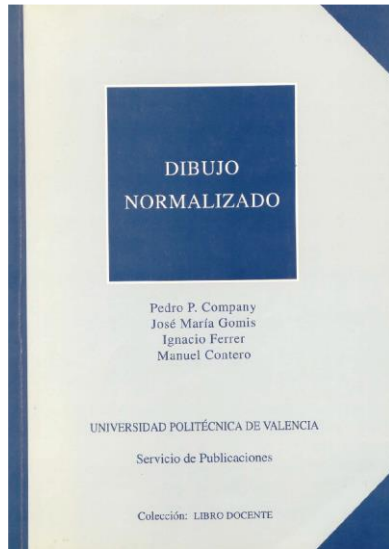 DIBUJO
NORMALIZADO
Pedro P. Company
José María Gomis
Ignacio Ferrer
Manuel Contero
UNIVERSIDAD POLITÉCNICA DE VALENCIA
Servicio de Publicaciones
Colección: LIBRO DOCENTE